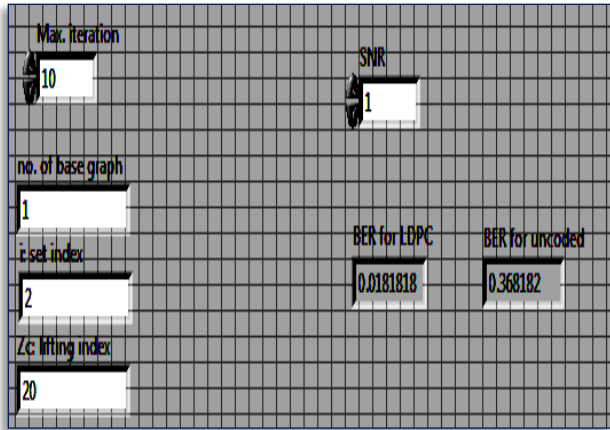 Max. iteration
10
SNR
1
no. of base graph
1
i: set index
2
BER for LDPC
0.0181818
BER for uncoded
0.368182
Zc: lifting index
20